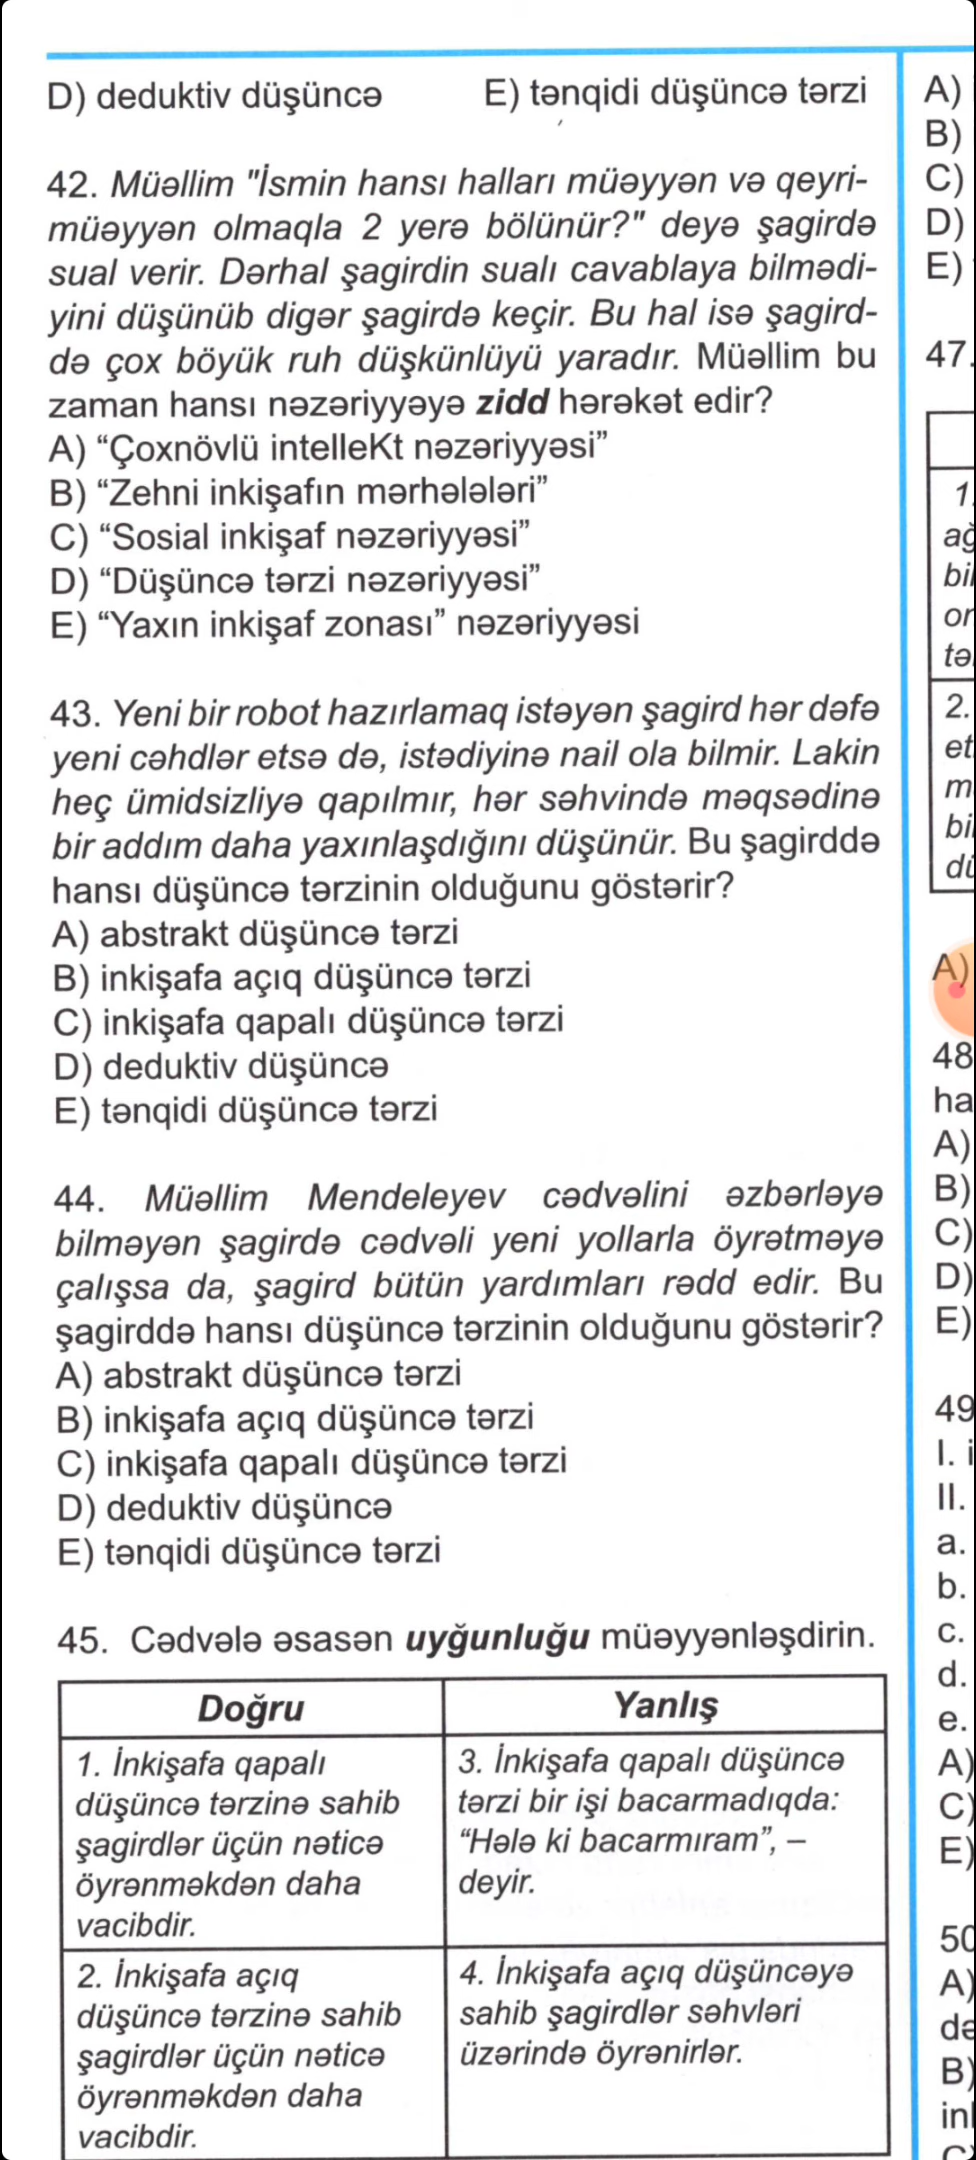 D) deduktiv düşüncə E) tənqidi düşüncə tərzi
42. Müəllim "İsmin hansı halları müəyyən və qeyri-
müəyyən olmaqla 2 yerə bölünür?" deyə şagirdə
sual verir. Dərhal şagirdin sualı cavablaya bilmədi-
yini düşünüb digər şagirdə keçir. Bu hal isə şagird-
də çox böyük ruh düşkünlüyü yaradır. Müəllim bu
zaman hansı nəzəriyyəyə zidd hərəkət edir?
A) “Çoxnövlü intelleKt nəzəriyyəsi”
B) “Zehni inkişafın mərhələləri”
C) “Sosial inkişaf nəzəriyyəsi”
D) “Düşüncə tərzi nəzəriyyəsi”
E) “Yaxın inkişaf zonası” nəzəriyyəsi
43. Yeni bir robot hazırlamaq istəyən şagird hər dəfə
yeni cəhdlər etsə də, istədiyinə nail ola bilmir. Lakin
heç ümidsizliyə qapılmır, hər səhvində məqsədinə
bir addım daha yaxınlaşdığını düşünür. Bu şagirddə
hansı düşüncə tərzinin olduğunu göstərir?
A) abstrakt düşüncə tərzi
B) inkişafa açıq düşüncə tərzi
C) inkişafa qapalı düşüncə tərzi
D) deduktiv düşüncə
E) tənqidi düşüncə tərzi
44. Müəllim Mendeleyev cədvəlini əzbərləyə
bilməyən şagirdə cədvəli yeni yollarla öyrətməyə
çalışsa da, şagird bütün yardımları rədd edir. Bu
şagirddə hansı düşüncə tərzinin olduğunu göstərir?
A) abstrakt düşüncə tərzi
B) inkişafa açıq düşüncə tərzi
C) inkişafa qapalı düşüncə tərzi
D) deduktiv düşüncə
E) tənqidi düşüncə tərzi
45. Cədvələ əsasən uyğunluğu müəyyənləşdirin.
Doğru
Yanlış
1. İnkişafa qapalı
düşüncə tərzinə sahib
şagirdlər üçün nəticə
öyrənməkdən daha
vacibdir.
3. İnkişafa qapalı düşüncə
tərzi bir işi bacarmadıqda:
“Hələ ki bacarmıram”, –
deyir.
2. İnkişafa açıq
düşüncə tərzinə sahib
şagirdlər üçün nəticə
öyrənməkdən daha
vacibdir.
4. İnkişafa açıq düşüncəyə
sahib şagirdlər səhvləri
üzərində öyrənirlər.
A)
B)
C)
D)
E)
47.
1.
2.
A)
48
A)
B)
C)
D)
E)
49
I.
II.
a.
b.
c.
d.
e.
A)
C)
E)
50
A)
B)